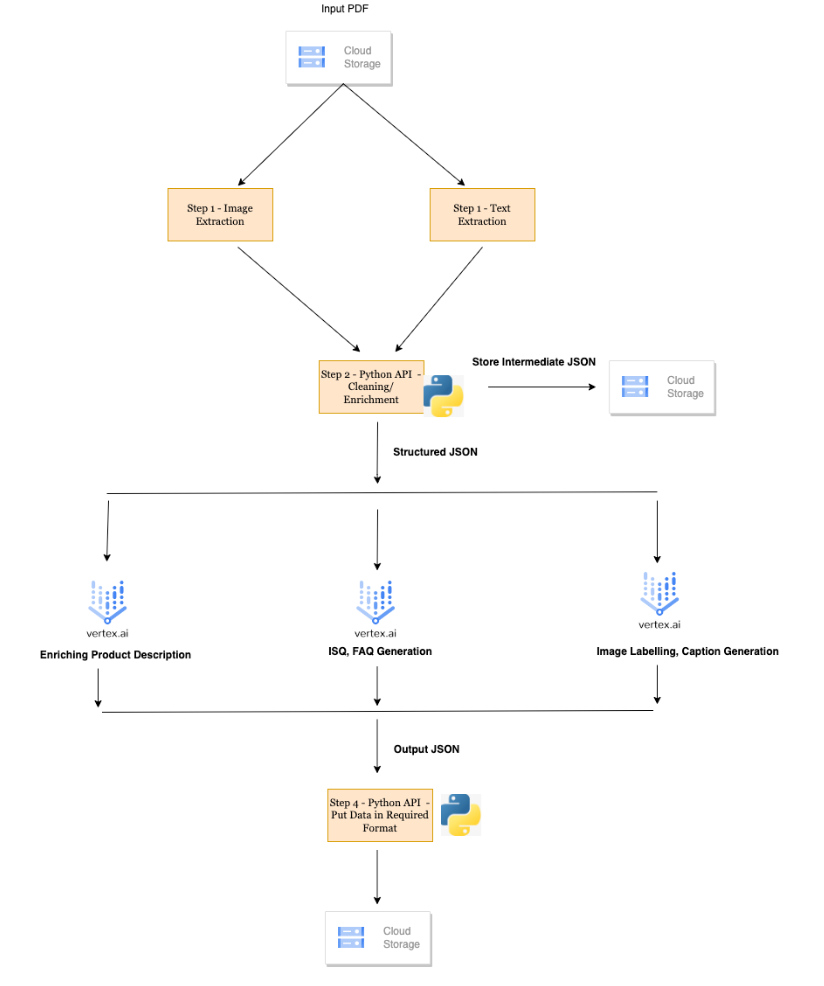 Input PDF
Cloud
Storage
Step 1 - Image
Extraction
Step 1 - Text
Extraction
Step 2 - Python API -
Cleaning/
Enrichment
Store Intermediate JSON
Cloud
Storage
Structured JSON
vertex.ai
Enriching Product Description
vertex.ai
ISQ, FAQ Generation
vertex.ai
Image Labelling, Caption Generation
Output JSON
Step 4 - Python API -
Put Data in Required
Format
Cloud
Storage